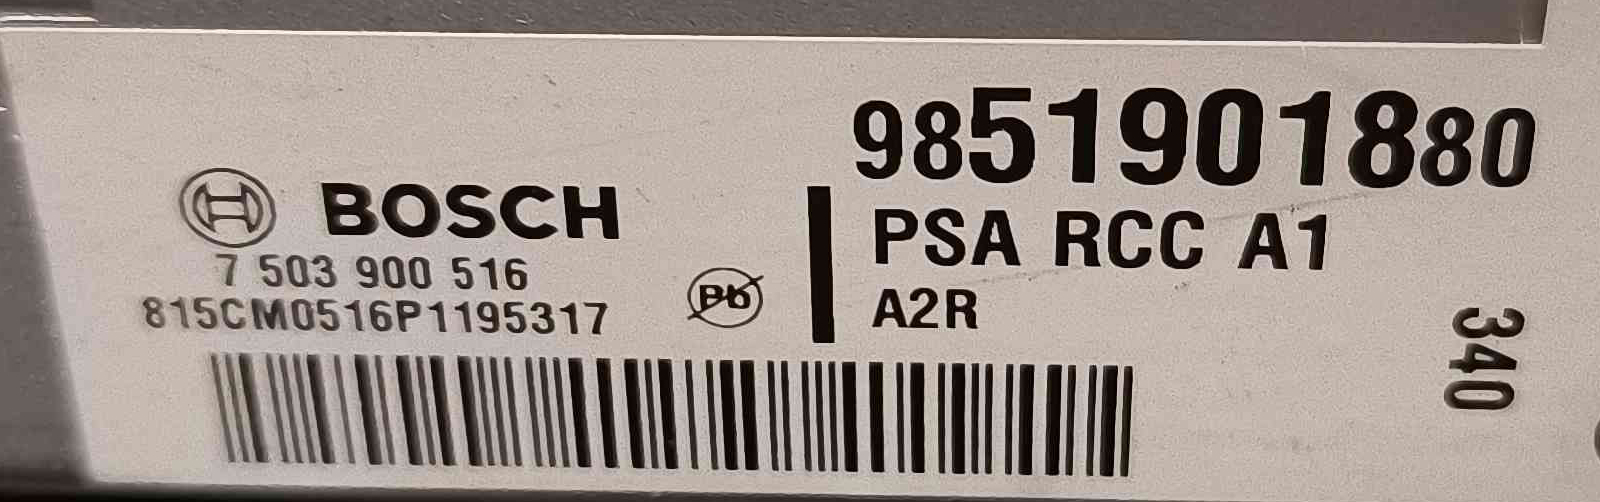 BOSCH
7 503 900 516
815CM0516P1195317
Pb
9851901880
PSA RCC A1
A2R
340